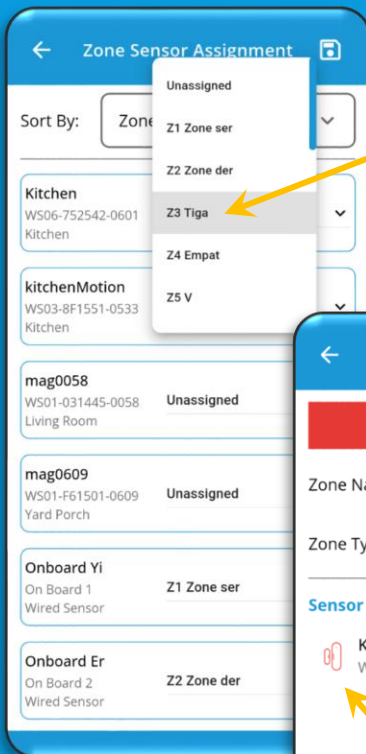 Zone Sensor Assignment
Unassigned
Sort By:
Zone
Z1 Zone ser
Z2 Zone der
Kitchen
WS06-752542-0601
Z3 Tiga
Kitchen
Z4 Empat
kitchenMotion
Z5 V
WS03-8F1551-0533
Kitchen
mag0058
WS01-031445-0058
Unassigned
Living Room
mag0609
WS01-F61501-0609
Unassigned
Yard Porch
Zone Na
Zone Ty
Onboard Yi
On Board 1
Z1 Zone ser
Wired Sensor
Sensor
K
W
Onboard Er
On Board 2
Z2 Zone der
Wired Sensor